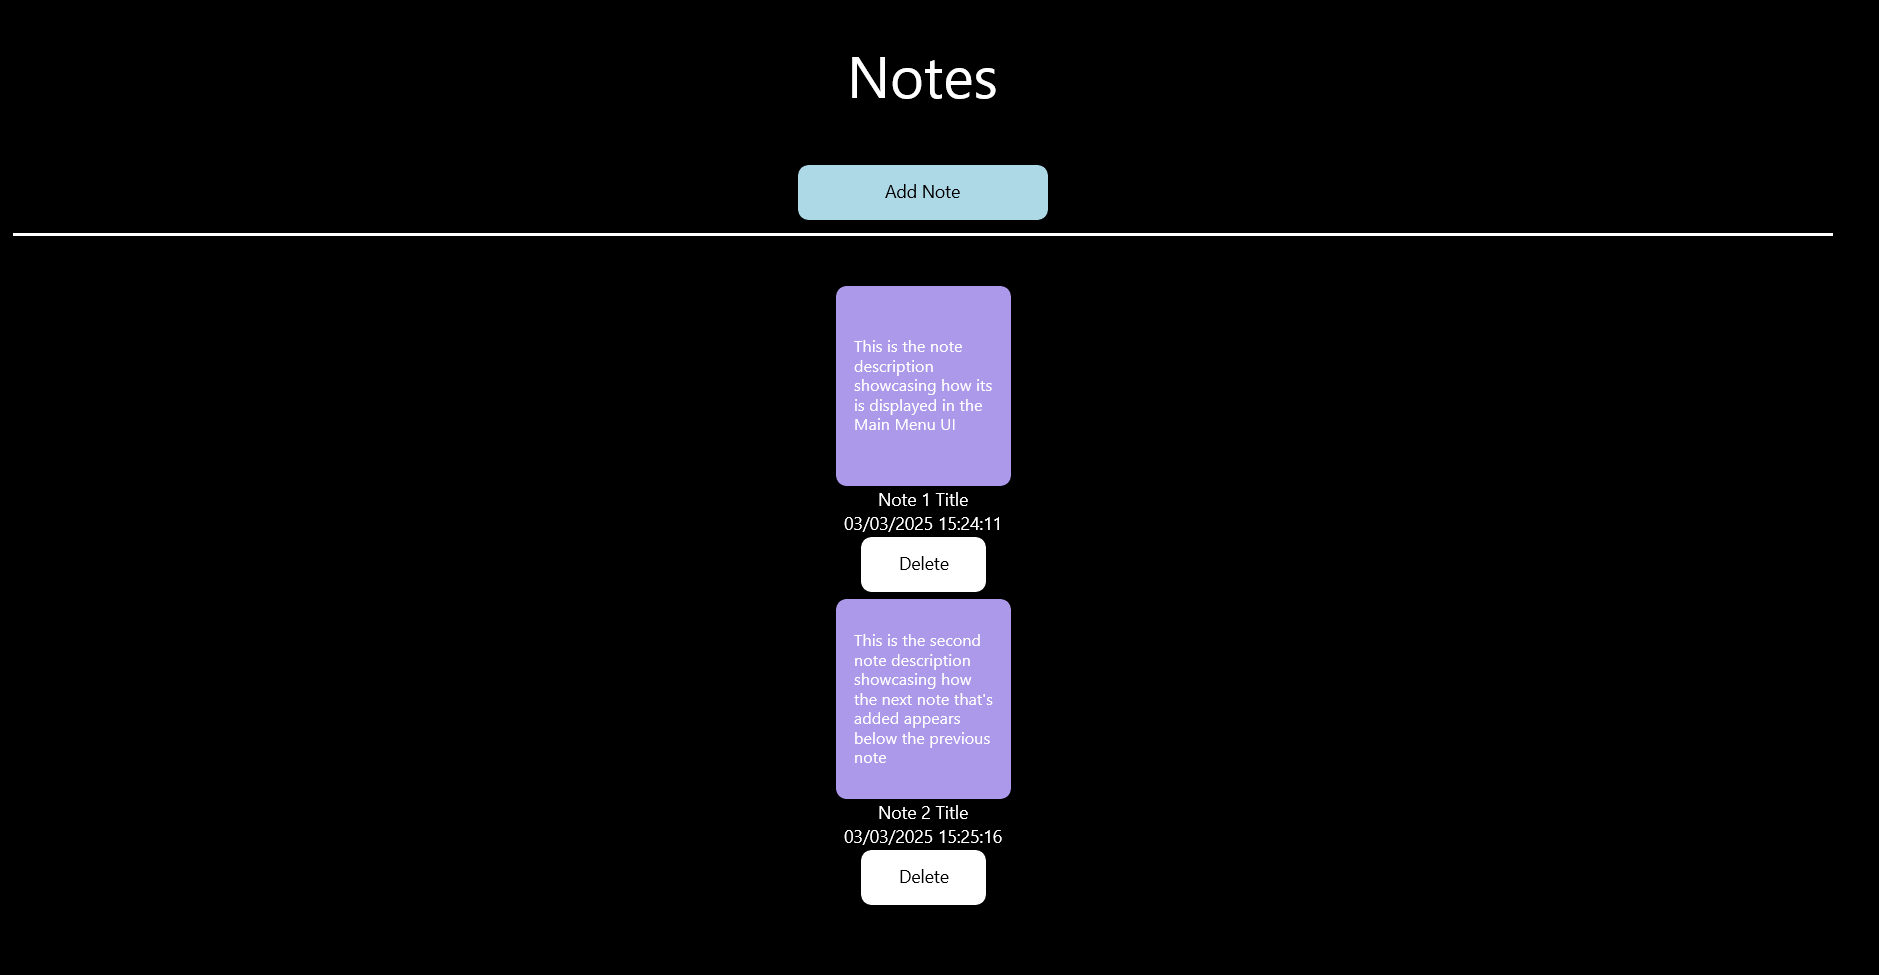 Notes
Add Note
This is the note
description
showcasing how its
is displayed in the
Main Menu UI
Note 1 Title
03/03/2025 15:24:11
Delete
This is the second
note description
showcasing how
the next note that's
added appears
below the previous
note
Note 2 Title
03/03/2025 15:25:16
Delete